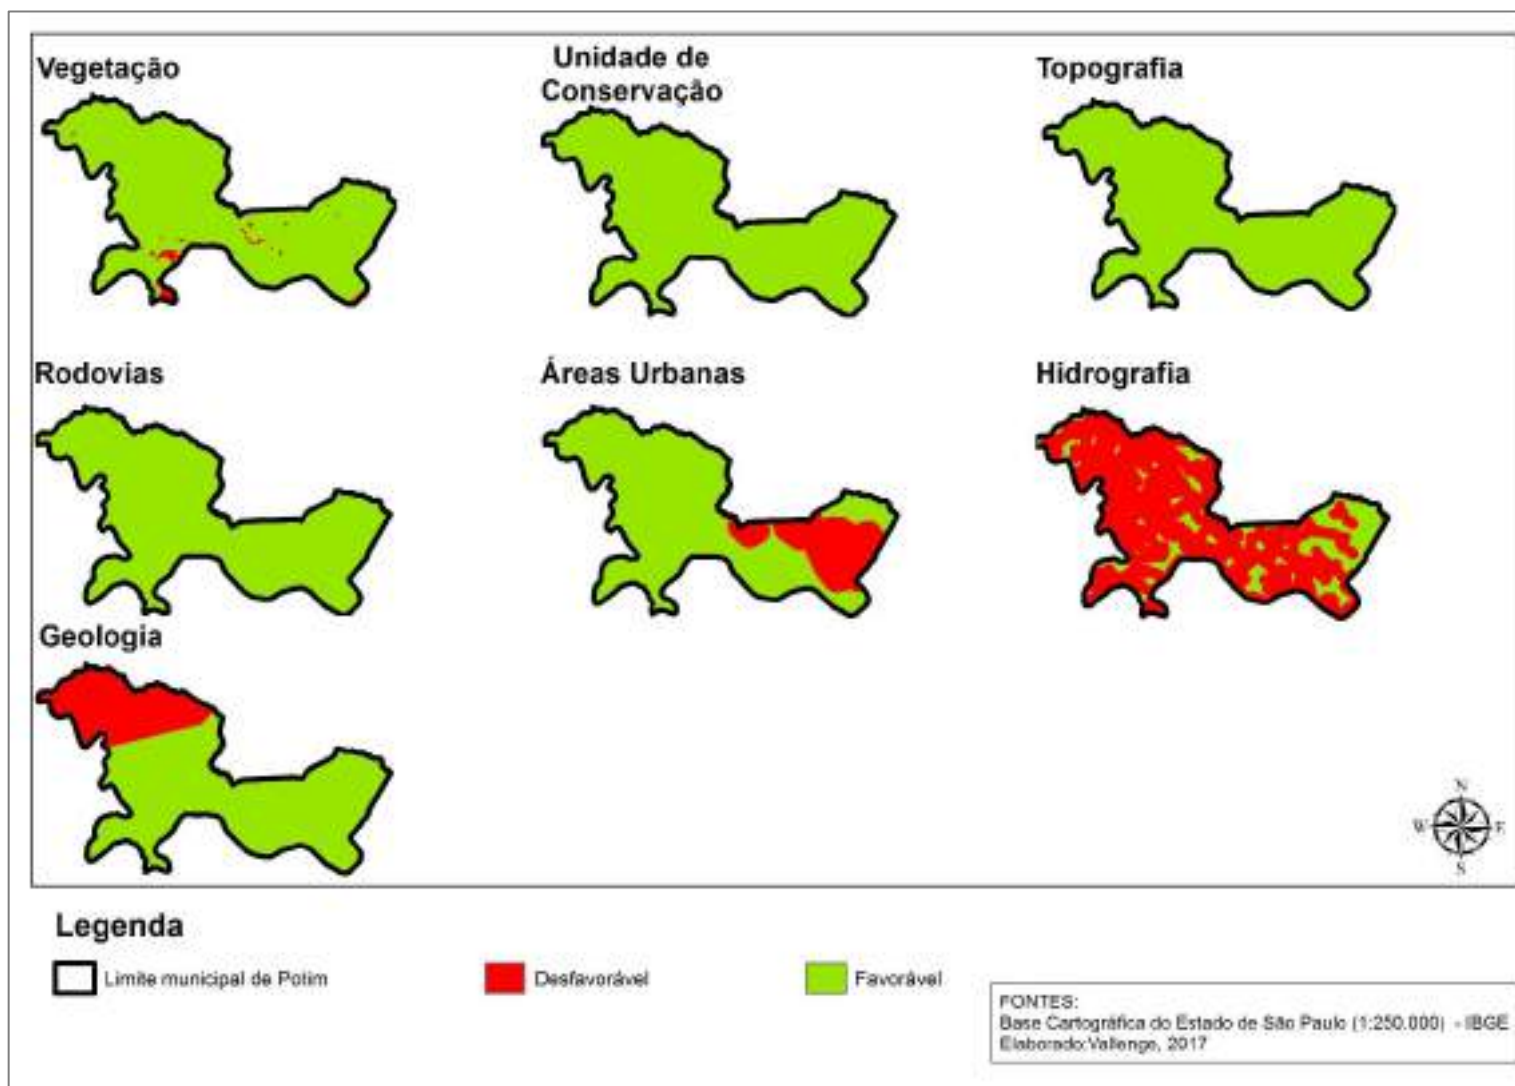 Vegetação
Unidade de
Conservação
Topografia
Rodovias
Áreas Urbanas
Hidrografia
Geologia
N
W
E
S
Legenda
Limite municipal de Potim
Desfavorável
Favorável
FONTES:
Base Cartográfica do Estado de São Paulo (1:250.000) - IBGE
Elaborado:Vallenge, 2017